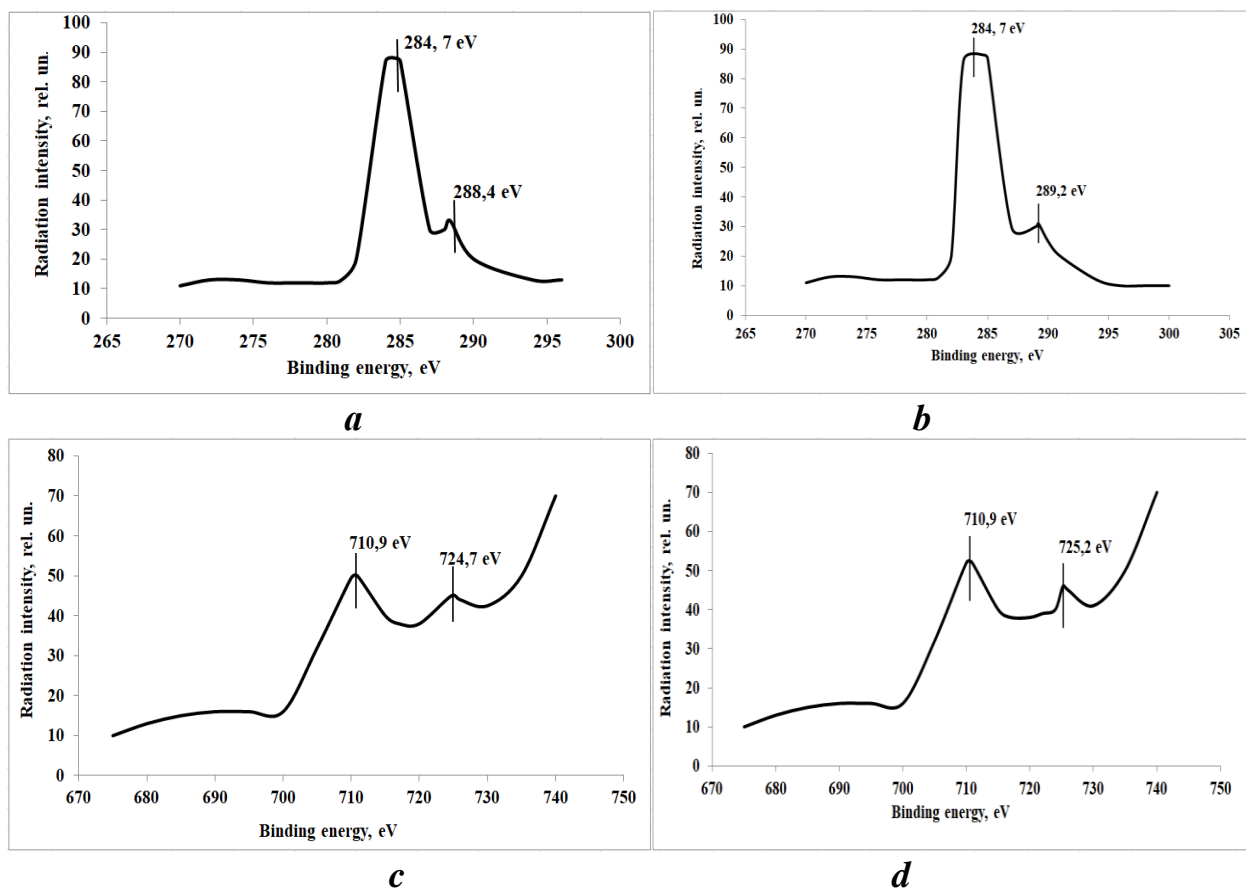 Radiation intensity, rel. un.
100
90
80
70
60
50
40
30
20
10
0
284, 7 eV
288,4 eV
265 270 275 280 285 290 295 300
Binding energy, eV
a
Radiation intensity, rel. un.
100
90
80
70
60
50
40
30
20
10
0
284, 7 eV
289,2 eV
265 270 275 280 285 290 295 300 305
Binding energy, eV
b
Radiation intensity, rel. un.
80
70
60
50
40
30
20
10
0
710,9 eV
724,7 eV
670 680 690 700 710 720 730 740 750
Binding energy, eV
c
Radiation intensity, rel. un.
80
70
60
50
40
30
20
10
0
710,9 eV
725,2 eV
670 680 690 700 710 720 730 740 750
Binding energy, eV
d